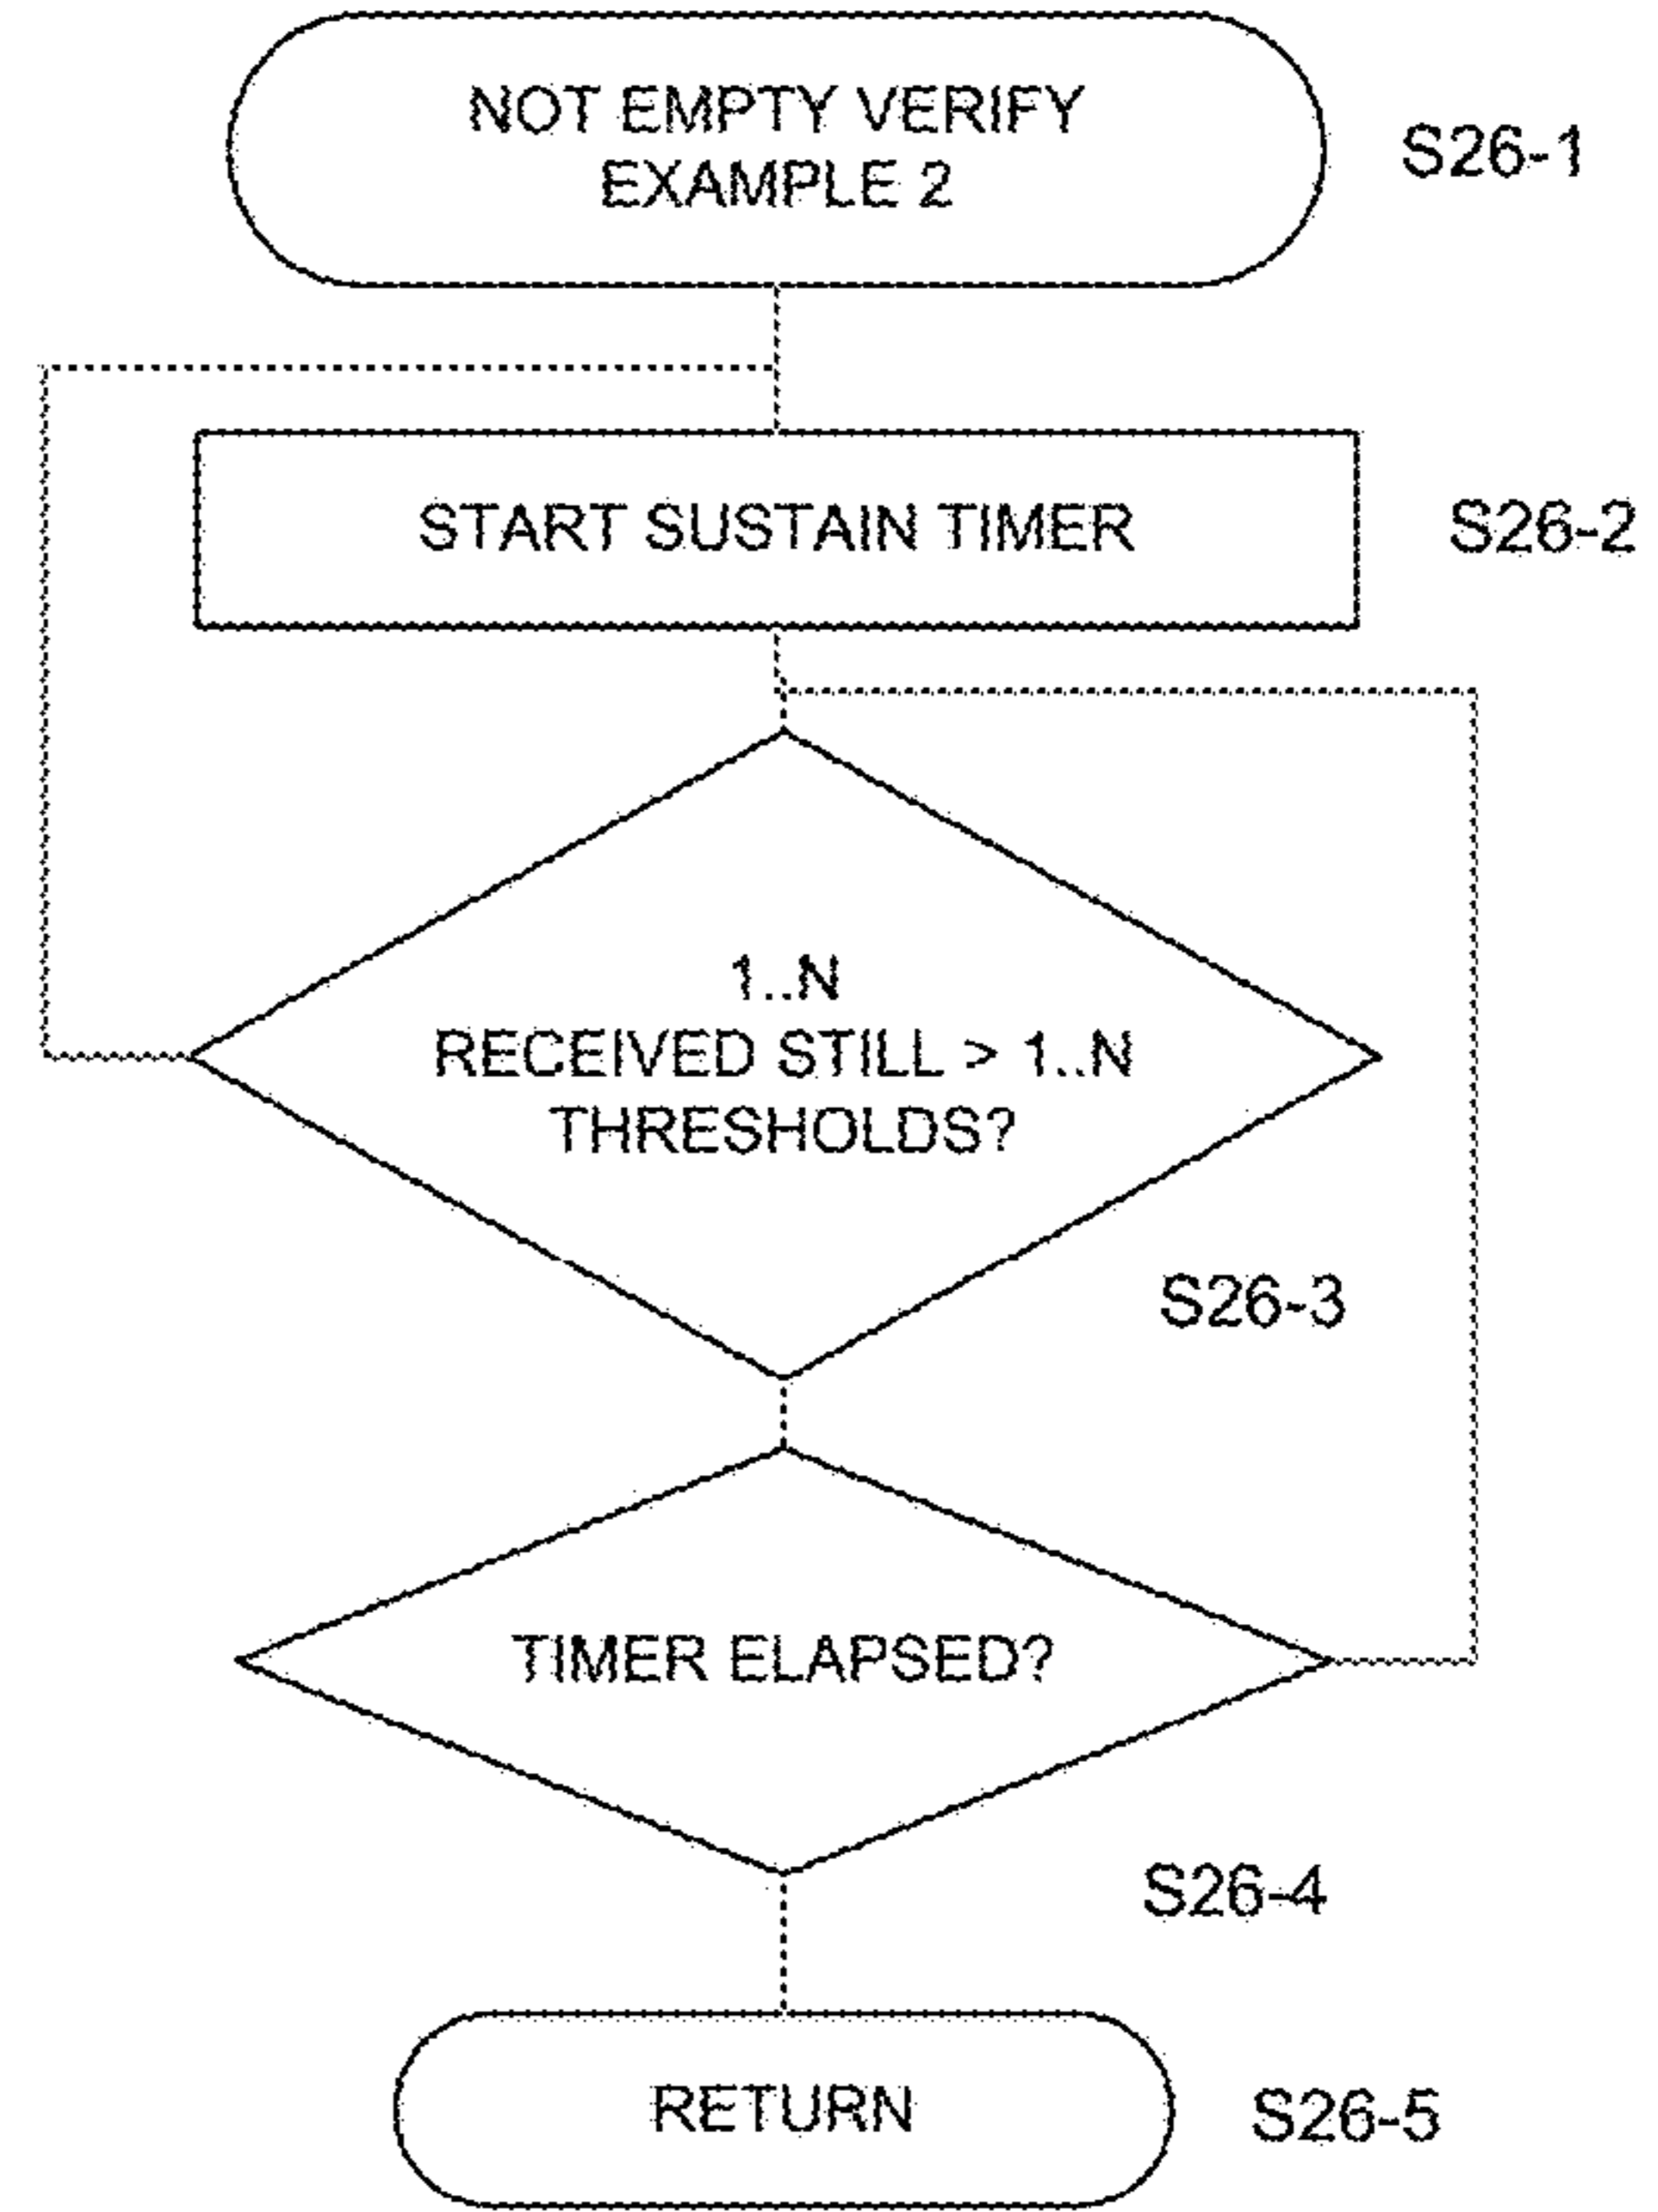 NOT EMPTY VERIFY
EXAMPLE 2
S26-1
START SUSTAIN TIMER
S26-2
1..N
RECEIVED STILL > 1..N
THRESHOLDS?
S26-3
TIMER ELAPSED?
S26-4
RETURN
S26-5